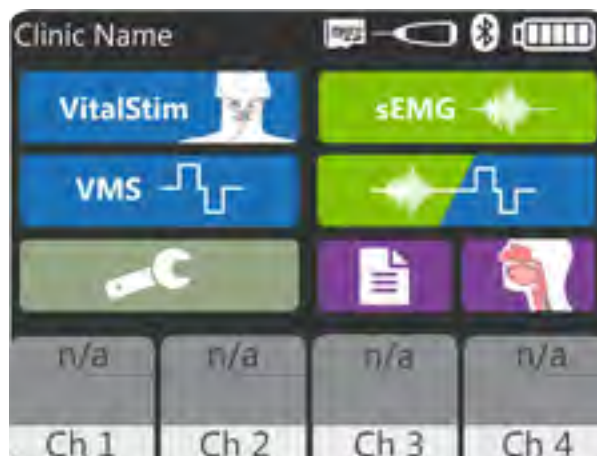 Clinic Name
VitalStim sEMG
VMS
n/a n/a n/a n/a
Ch 1 Ch 2 Ch 3 Ch 4